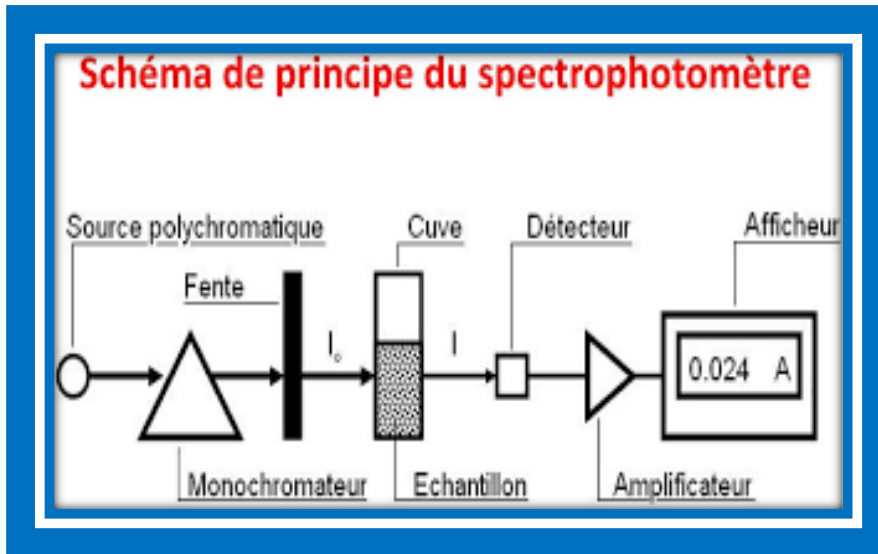 Schéma de principe du spectrophotomètre
Source polychromatique
Cuve
Détecteur
Afficheur
Fente
I₀
I
0.024 A
Monochromateur
Echantillon
Amplificateur